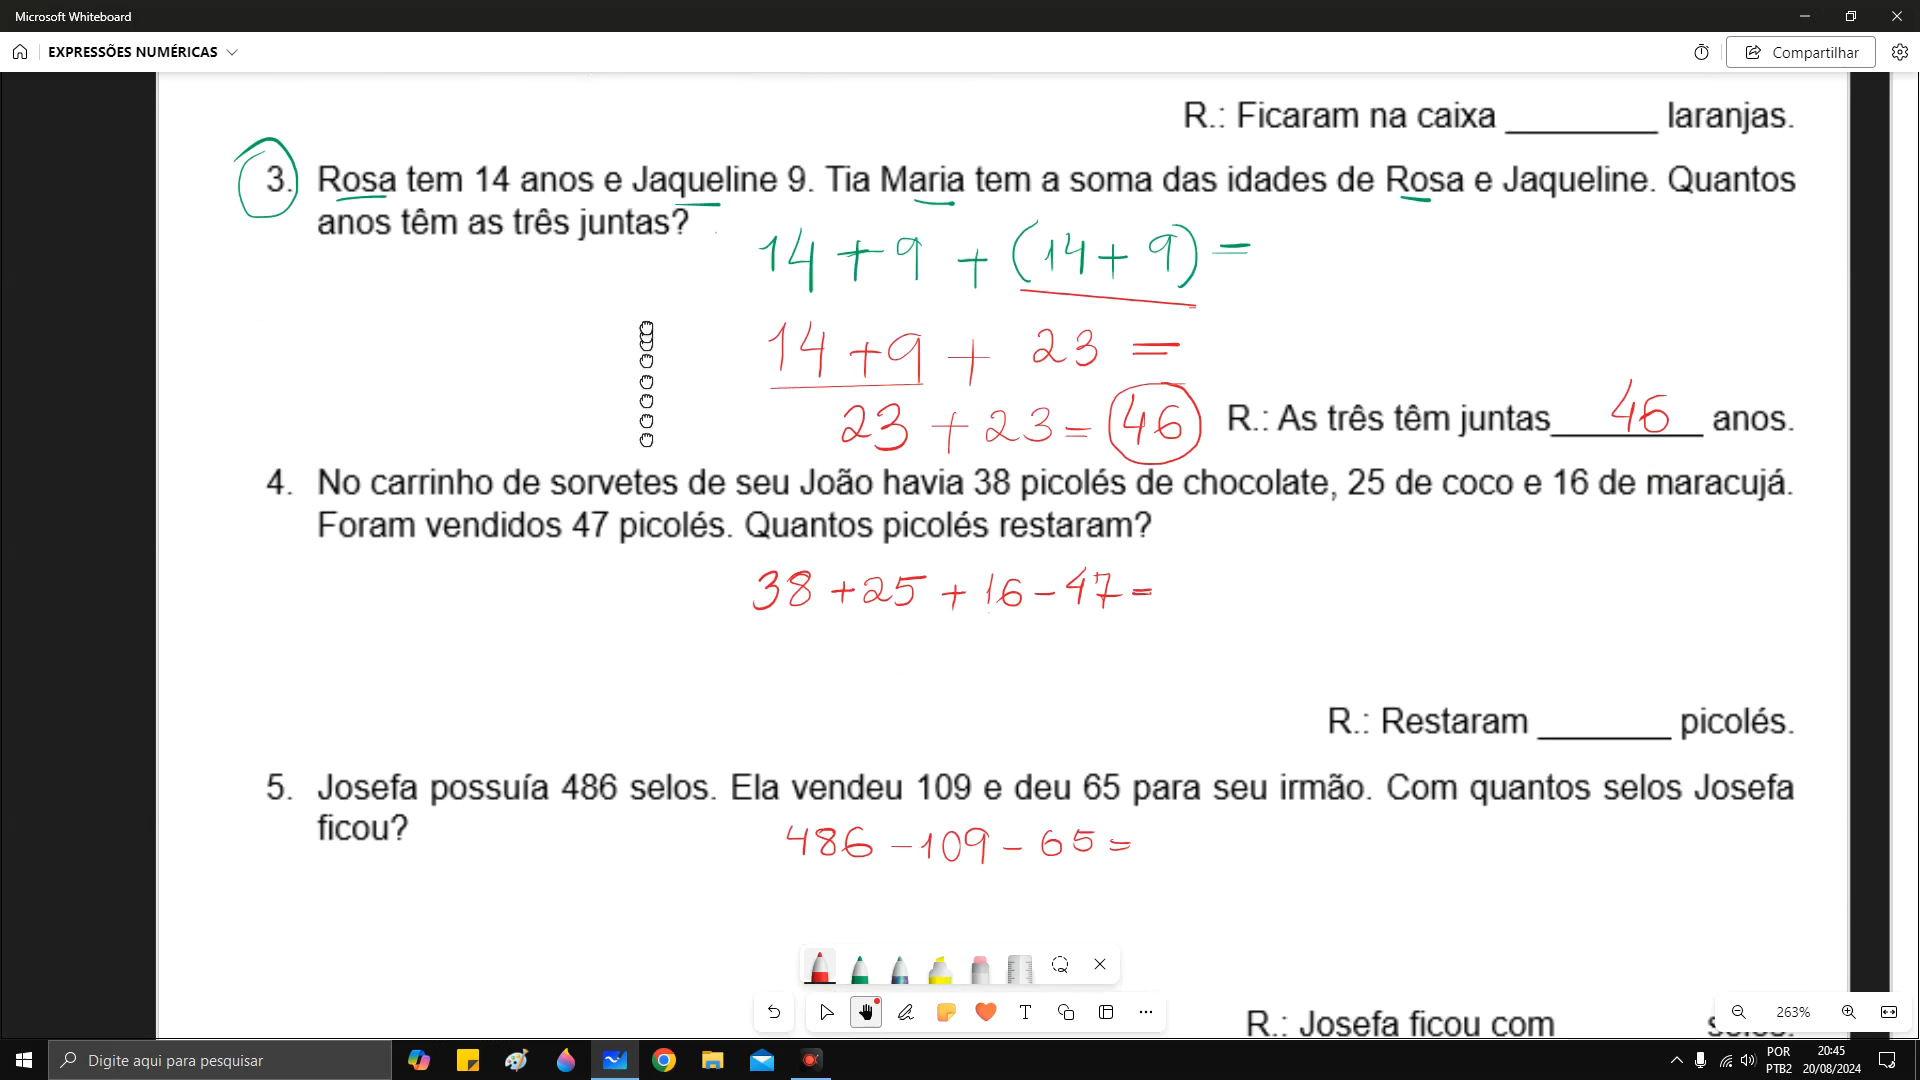 Microsoft Whiteboard
EXPRESSÕES NUMÉRICAS
Compartilhar
R.: Ficaram na caixa ________ laranjas.
3. Rosa tem 14 anos e Jaqueline 9. Tia Maria tem a soma das idades de Rosa e Jaqueline. Quantos
anos têm as três juntas?
14 + 9 + (14 + 9) =
14 + 9 + 23 =
23 + 23 = 46
R.: As três têm juntas 46 anos.
4. No carrinho de sorvetes de seu João havia 38 picolés de chocolate, 25 de coco e 16 de maracujá.
Foram vendidos 47 picolés. Quantos picolés restaram?
38 + 25 + 16 - 47 =
R.: Restaram _______ picolés.
5. Josefa possuía 486 selos. Ela vendeu 109 e deu 65 para seu irmão. Com quantos selos Josefa
ficou?
486 - 109 - 65 =
R.: Josefa ficou com selos.
263%
Digite aqui para pesquisar
POR
PTB2
20:45
20/08/2024